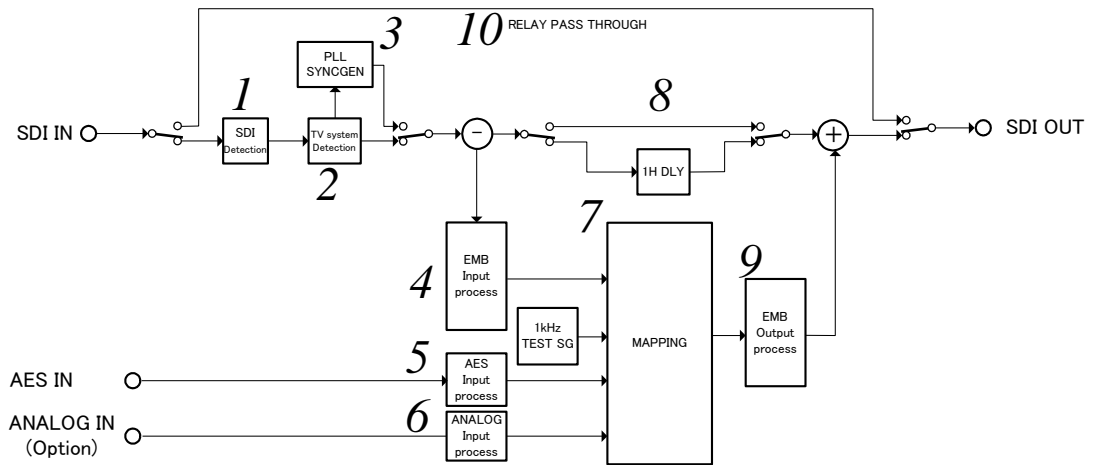 10 RELAY PASS THROUGH
3
PLL
SYNCGEN
1
8
SDI IN
SDI
Detection
TV system
Detection
−
+
SDI OUT
1H DLY
2
7
4
EMB
Input
process
9
1kHz
TEST SG
MAPPING
EMB
Output
process
5
AES IN
AES
Input
process
6
ANALOG IN
(Option)
ANALOG
Input
process